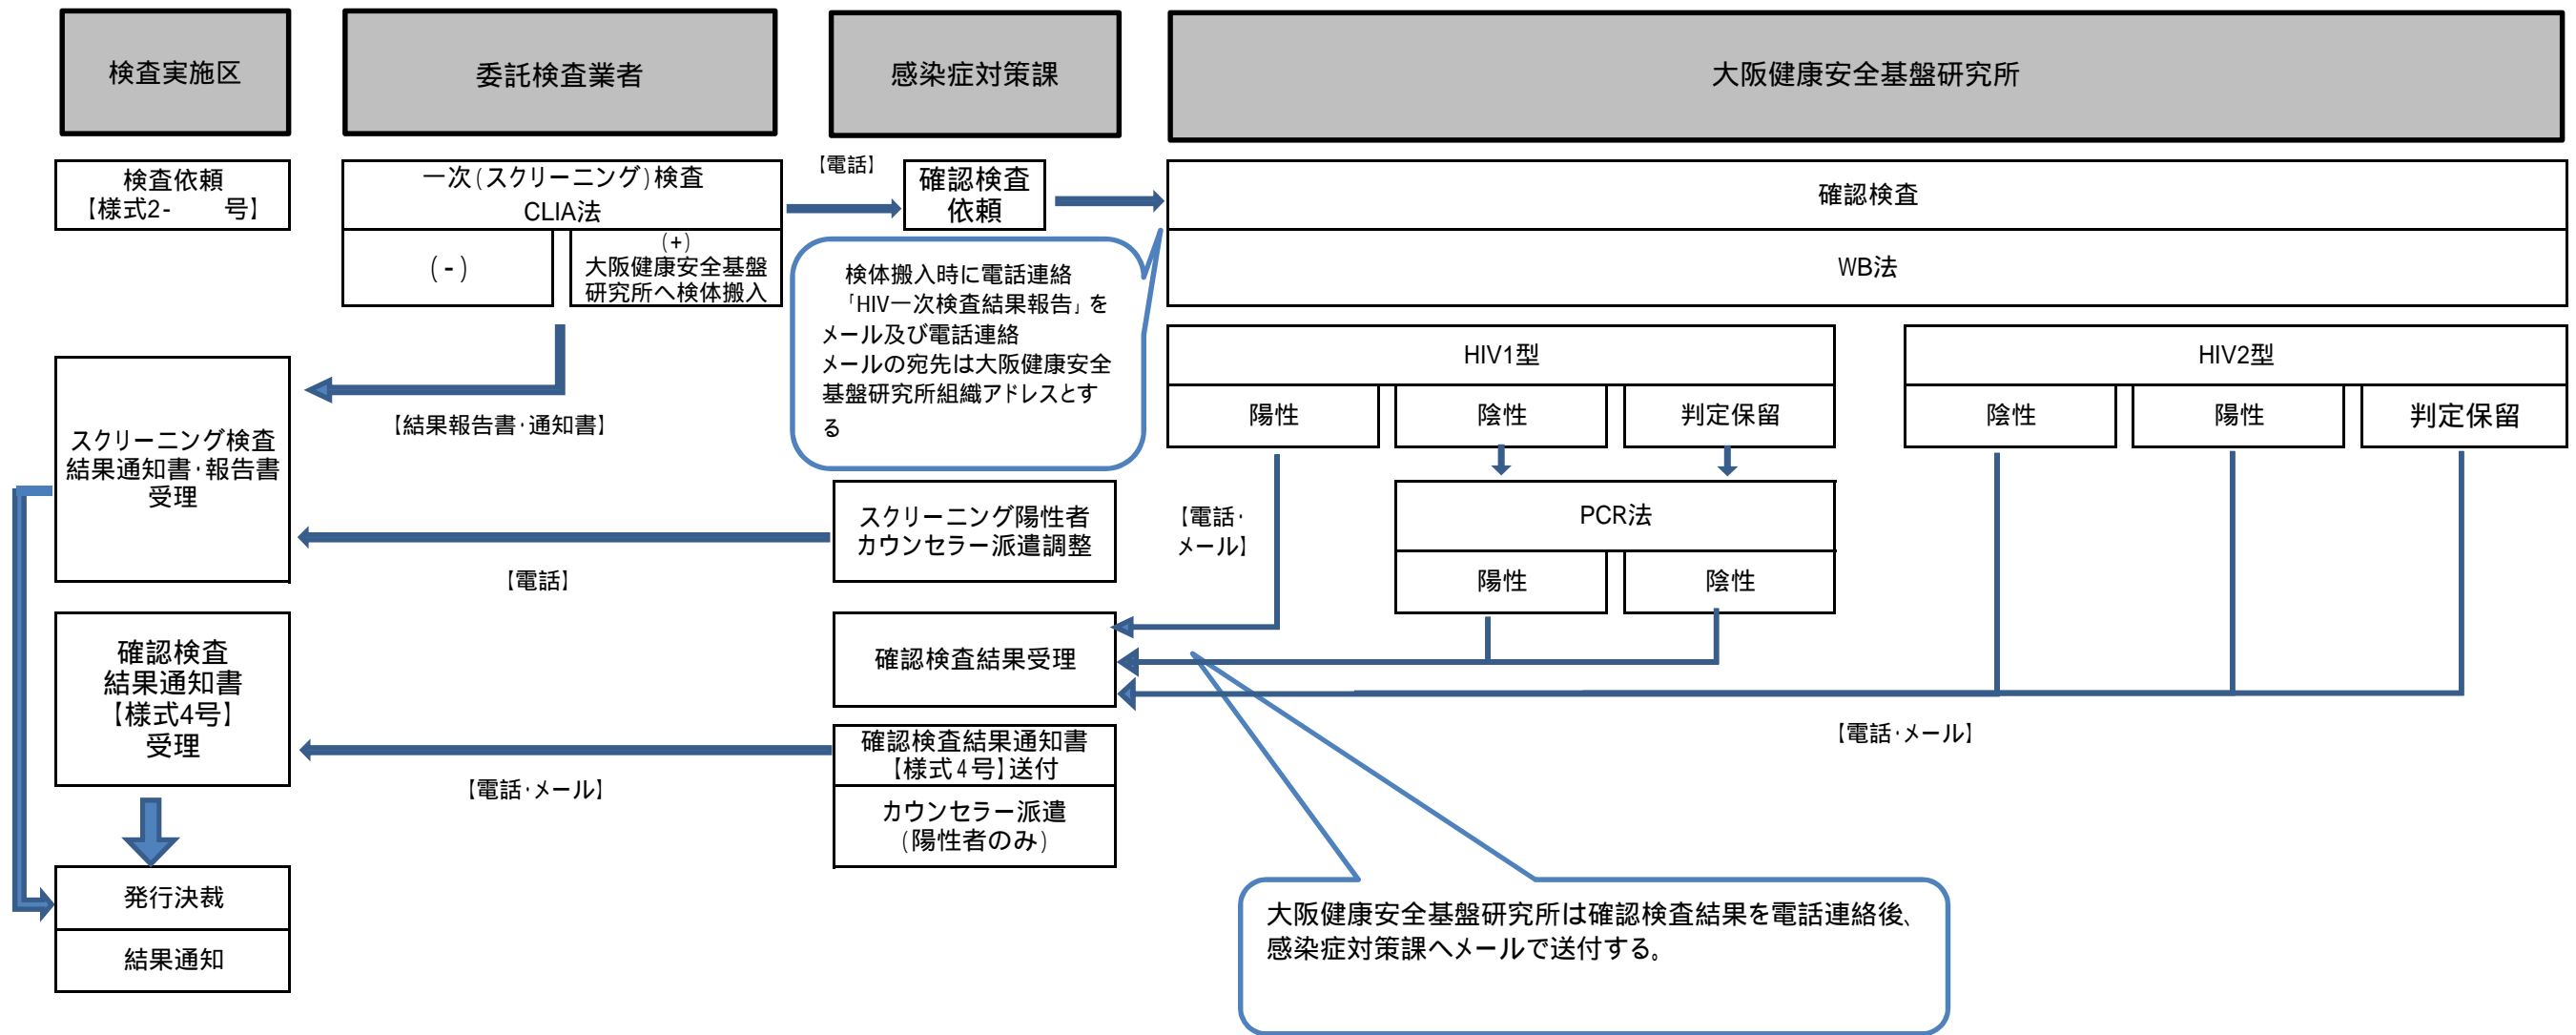 検査実施区
委託検査業者
感染症対策課
大阪健康安全基盤研究所
検査依頼
【様式2-　　号】
一次(スクリーニング)検査
CLIA法
(-)
(+)
大阪健康安全基盤
研究所へ検体搬入
【電話】
確認検査
依頼
確認検査
WB法
検体搬入時に電話連絡
「HIV一次検査結果報告」を
メール及び電話連絡
メールの宛先は大阪健康安全
基盤研究所組織アドレスとす
る
HIV1型
陽性
陰性
判定保留
HIV2型
陰性
陽性
判定保留
【結果報告書・通知書】
スクリーニング検査
結果通知書・報告書
受理
スクリーニング陽性者
カウンセラー派遣調整
【電話】
【電話・
メール】
PCR法
陽性
陰性
確認検査
結果通知書
【様式4号】
受理
確認検査結果受理
確認検査結果通知書
【様式４号】送付
カウンセラー派遣
(陽性者のみ)
【電話・メール】
【電話・メール】
発行決裁
結果通知
大阪健康安全基盤研究所は確認検査結果を電話連絡後、
感染症対策課へメールで送付する。